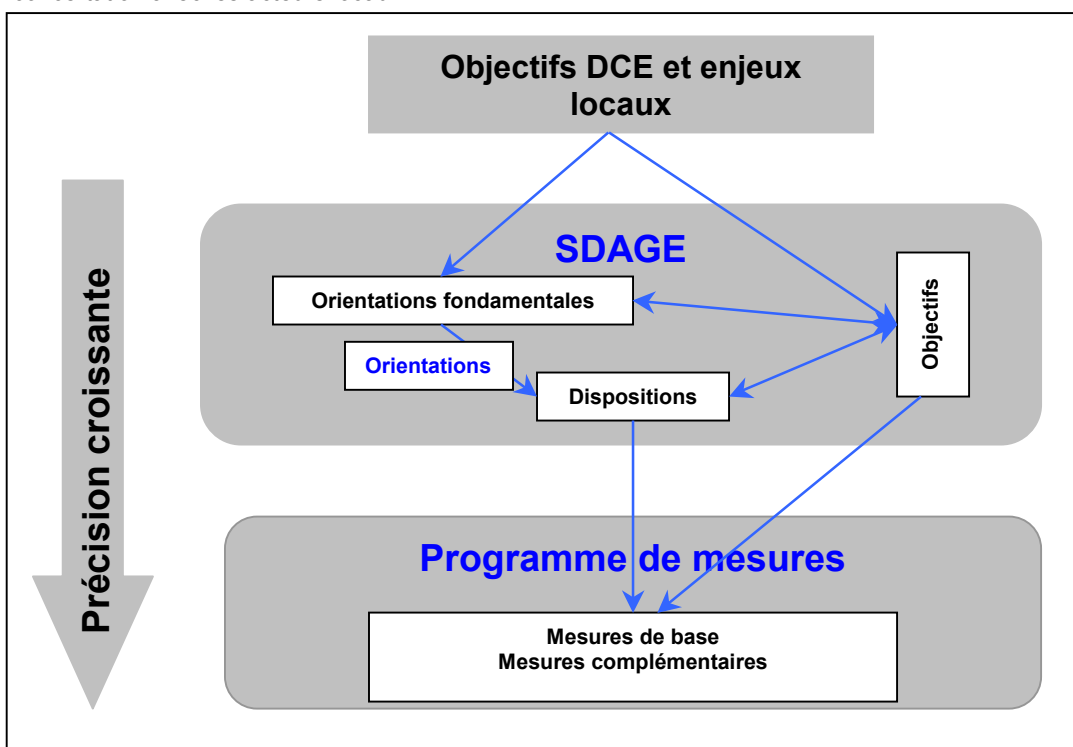 Objectifs DCE et enjeux
locaux
Précision croissante
SDAGE
Orientations fondamentales
Objectifs
Orientations
Dispositions
Programme de mesures
Mesures de base
Mesures complémentaires